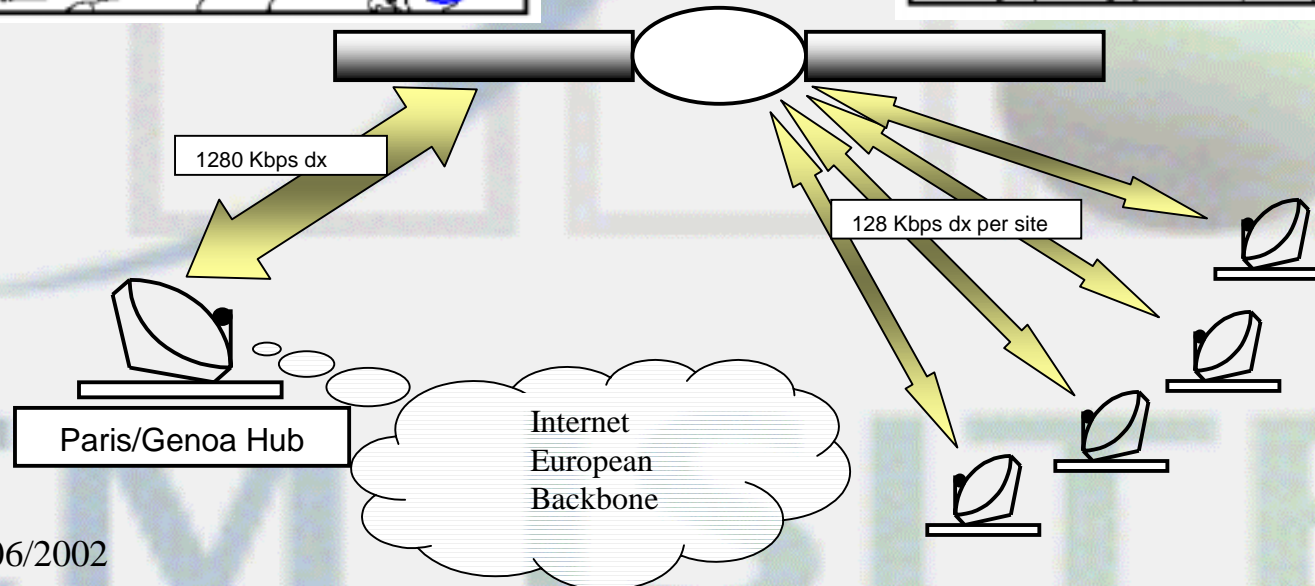 1280 Kbps dx
128 Kbps dx per site
Paris/Genoa Hub
Internet
European
Backbone
06/2002